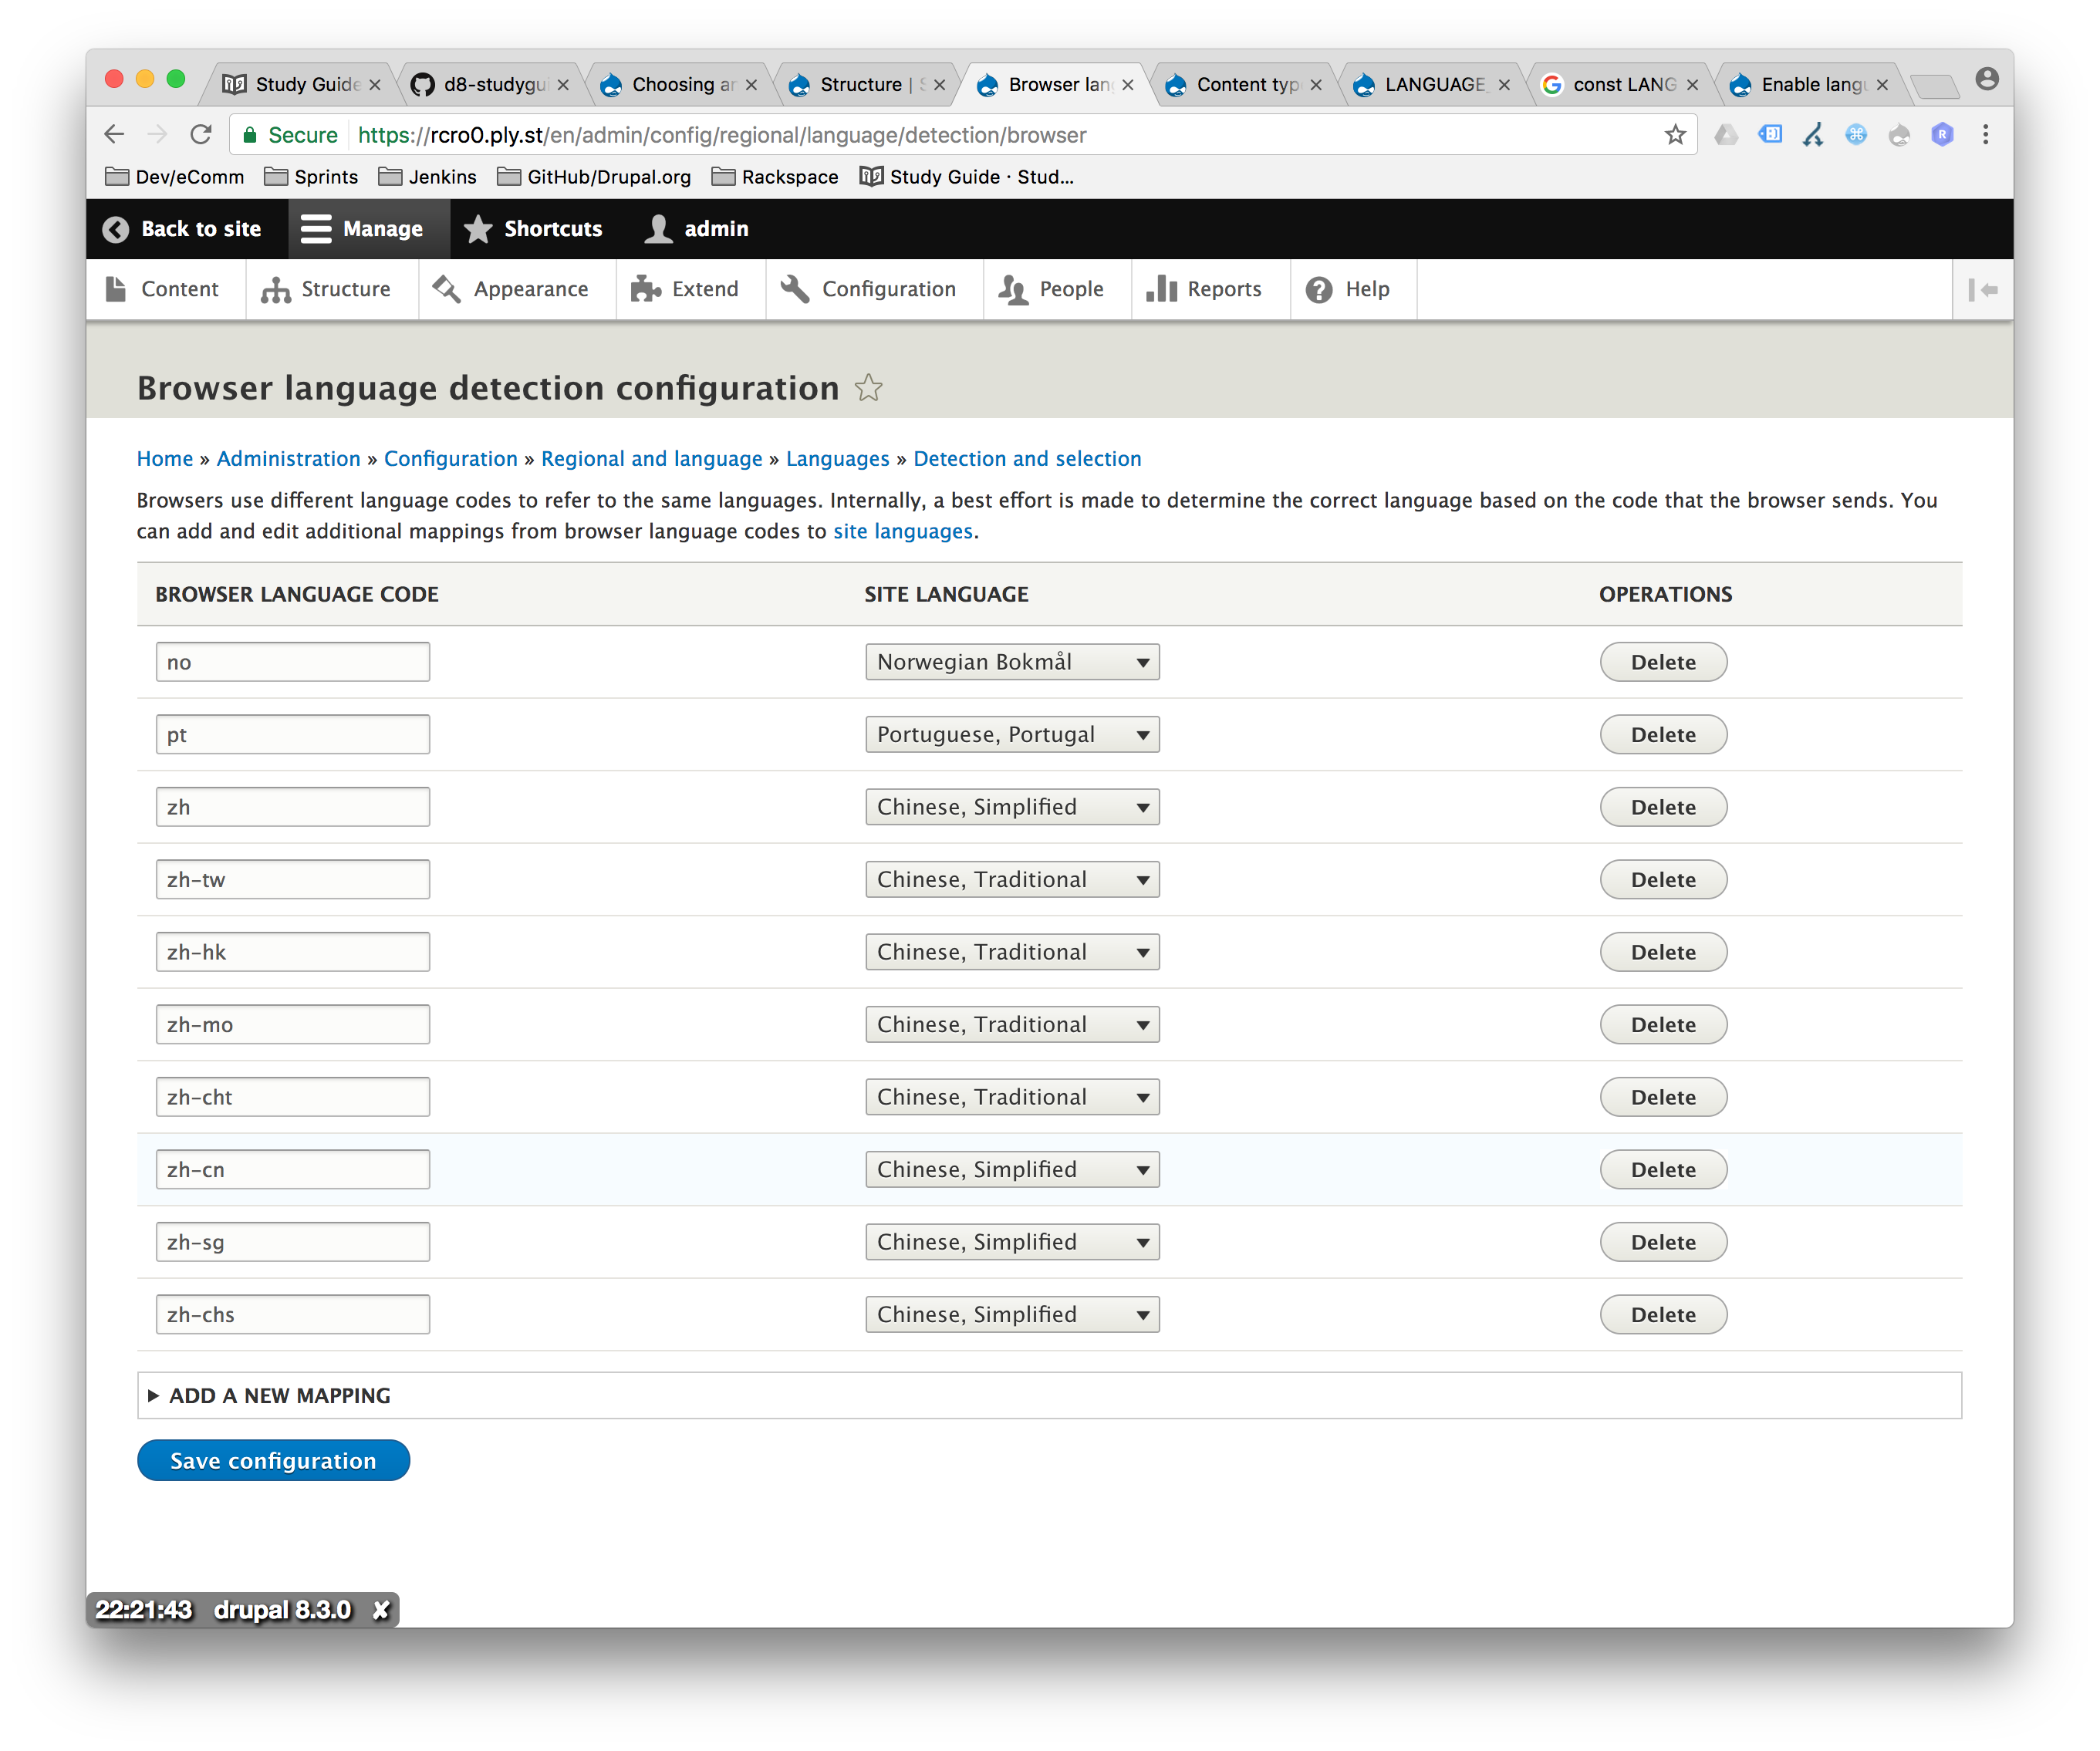 Study Guide
d8-studygui
Choosing ar
Structure | S
Browser lang
Content type
LANGUAGE_
const LANG
Enable langu
Secure https://rcro0.ply.st/en/admin/config/regional/language/detection/browser
Dev/eComm Sprints Jenkins GitHub/Drupal.org Rackspace Study Guide · Stud...
Back to site Manage Shortcuts admin
Content Structure Appearance Extend Configuration People Reports Help
Browser language detection configuration
Home » Administration » Configuration » Regional and language » Languages » Detection and selection
Browsers use different language codes to refer to the same languages. Internally, a best effort is made to determine the correct language based on the code that the browser sends. You
can add and edit additional mappings from browser language codes to site languages.
BROWSER LANGUAGE CODE SITE LANGUAGE OPERATIONS
no Norwegian Bokmål Delete
pt Portuguese, Portugal Delete
zh Chinese, Simplified Delete
zh-tw Chinese, Traditional Delete
zh-hk Chinese, Traditional Delete
zh-mo Chinese, Traditional Delete
zh-cht Chinese, Traditional Delete
zh-cn Chinese, Simplified Delete
zh-sg Chinese, Simplified Delete
zh-chs Chinese, Simplified Delete
ADD A NEW MAPPING
Save configuration
22:21:43 drupal 8.3.0 ✘